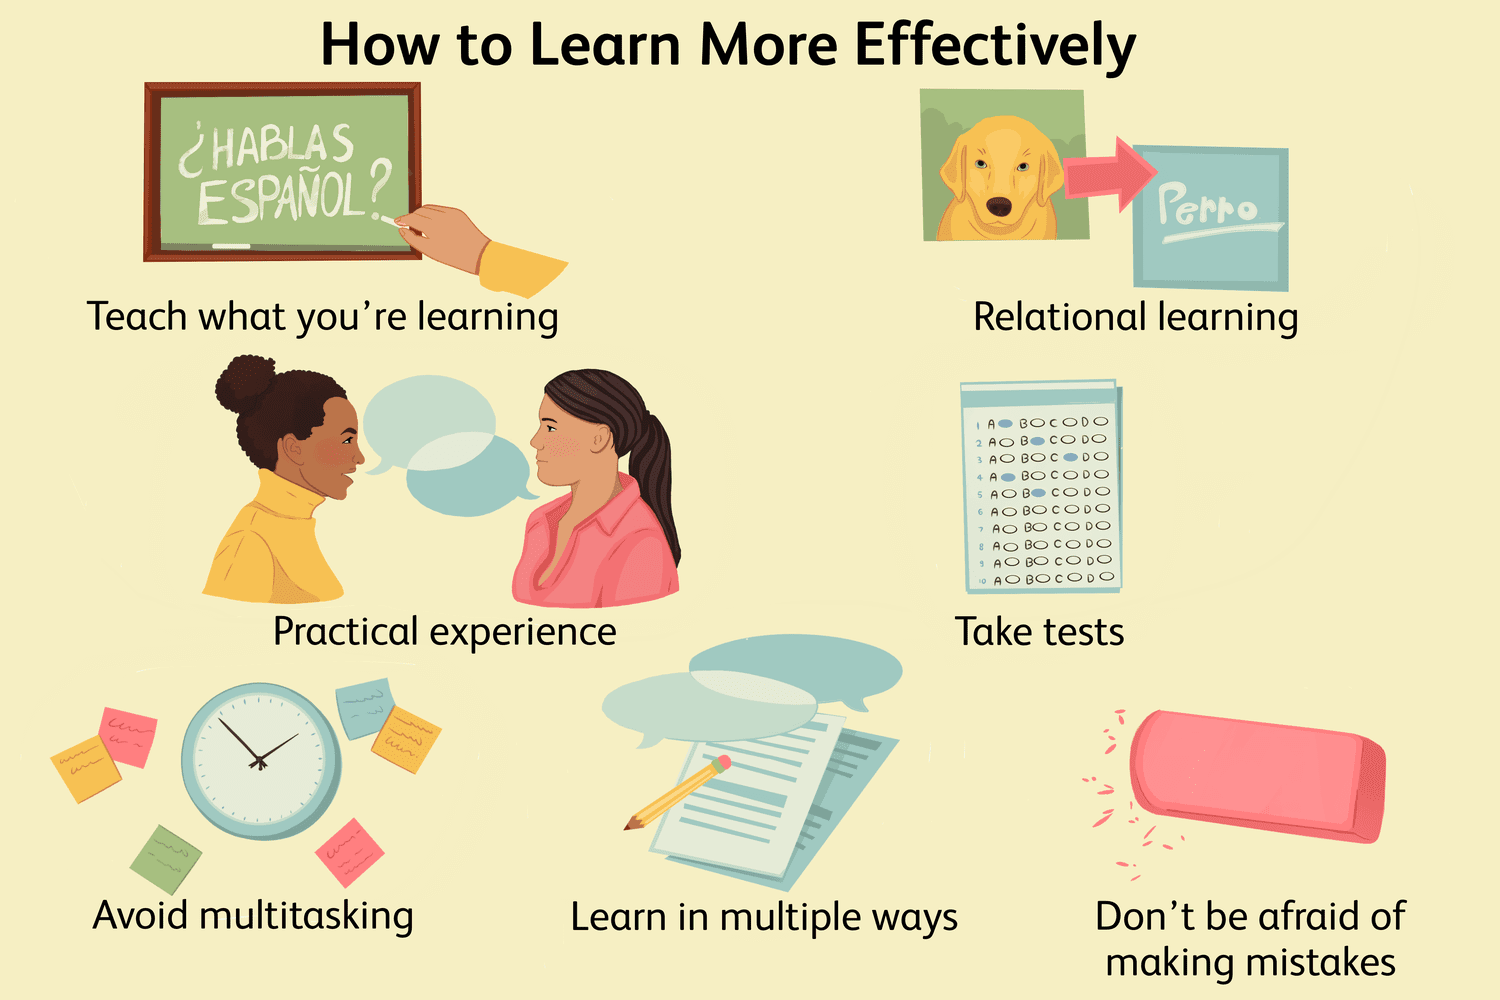 How to Learn More Effectively
¿HABLAS
ESPAÑOL?
Perro
Teach what you're learning
Relational learning
1 A B C D
2 A B C D
3 A B C D
4 A B C D
5 A B C D
6 A B C D
7 A B C D
8 A B C D
9 A B C D
10 A B C D
Practical experience
Take tests
Avoid multitasking
Learn in multiple ways
Don't be afraid of
making mistakes